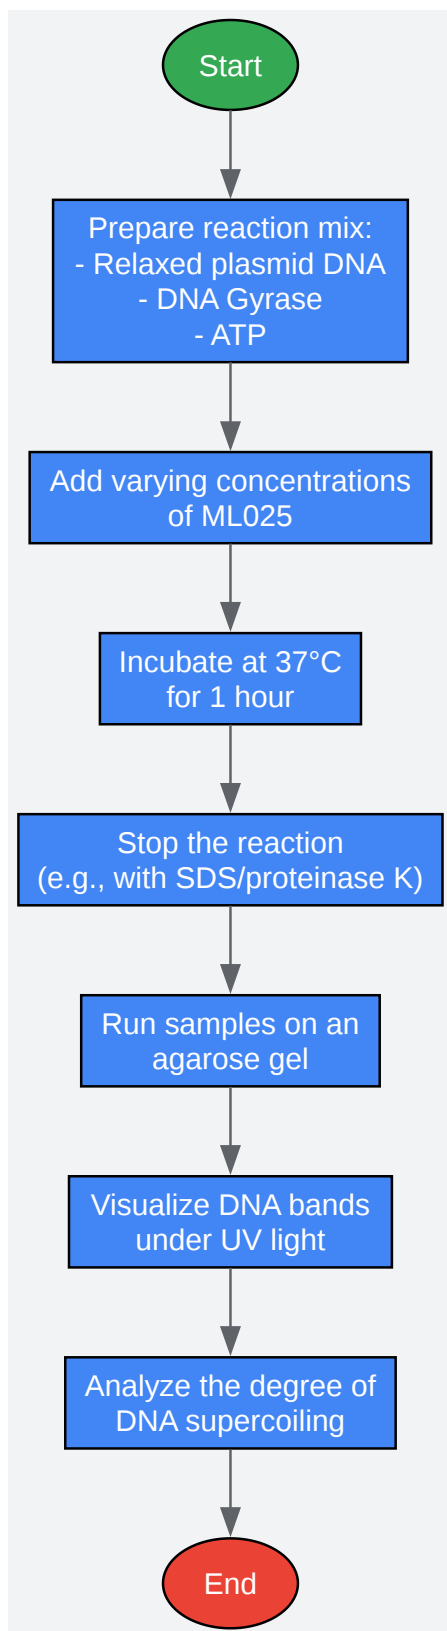 Start
Prepare reaction mix:
- Relaxed plasmid DNA
- DNA Gyrase
- ATP
Add varying concentrations
of ML025
Incubate at 37°C
for 1 hour
Stop the reaction
(e.g., with SDS/proteinase K)
Run samples on an
agarose gel
Visualize DNA bands
under UV light
Analyze the degree of
DNA supercoiling
End